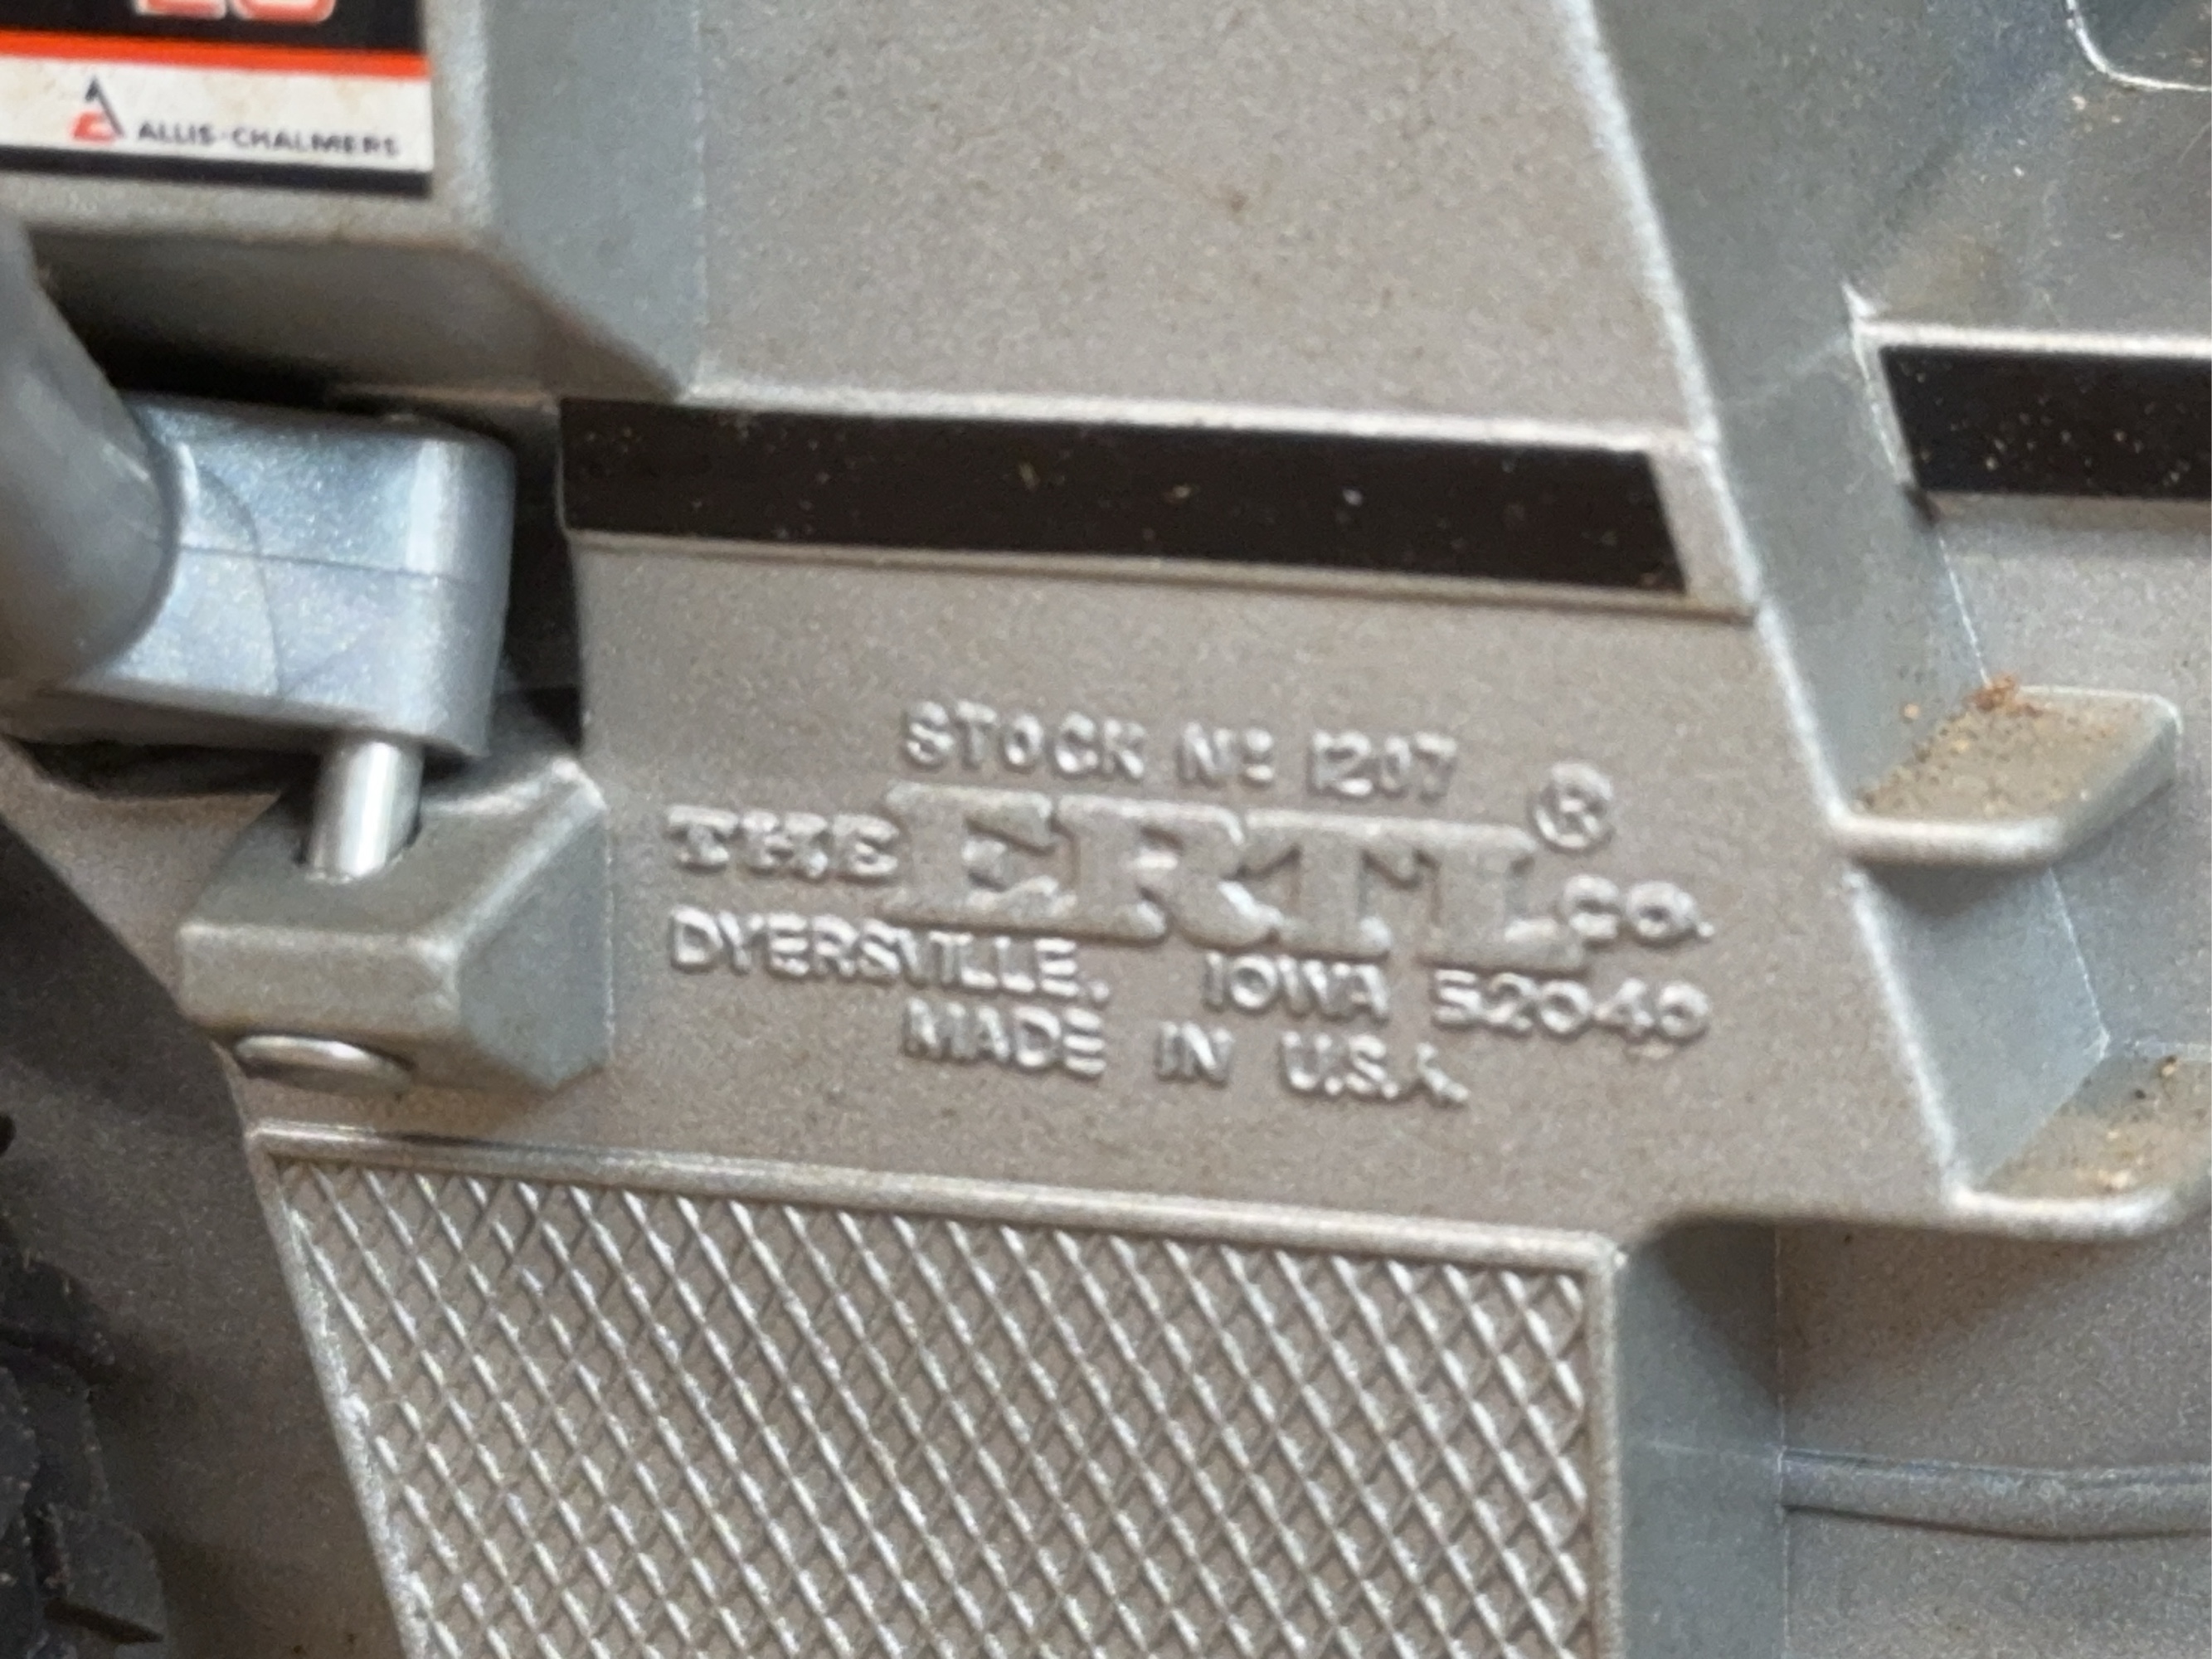 ALLIS-CHALMERS
STOCK Nº 1207
THE ERTL® CO.
DYERSVILLE, IOWA 52040
MADE IN U.S.A.